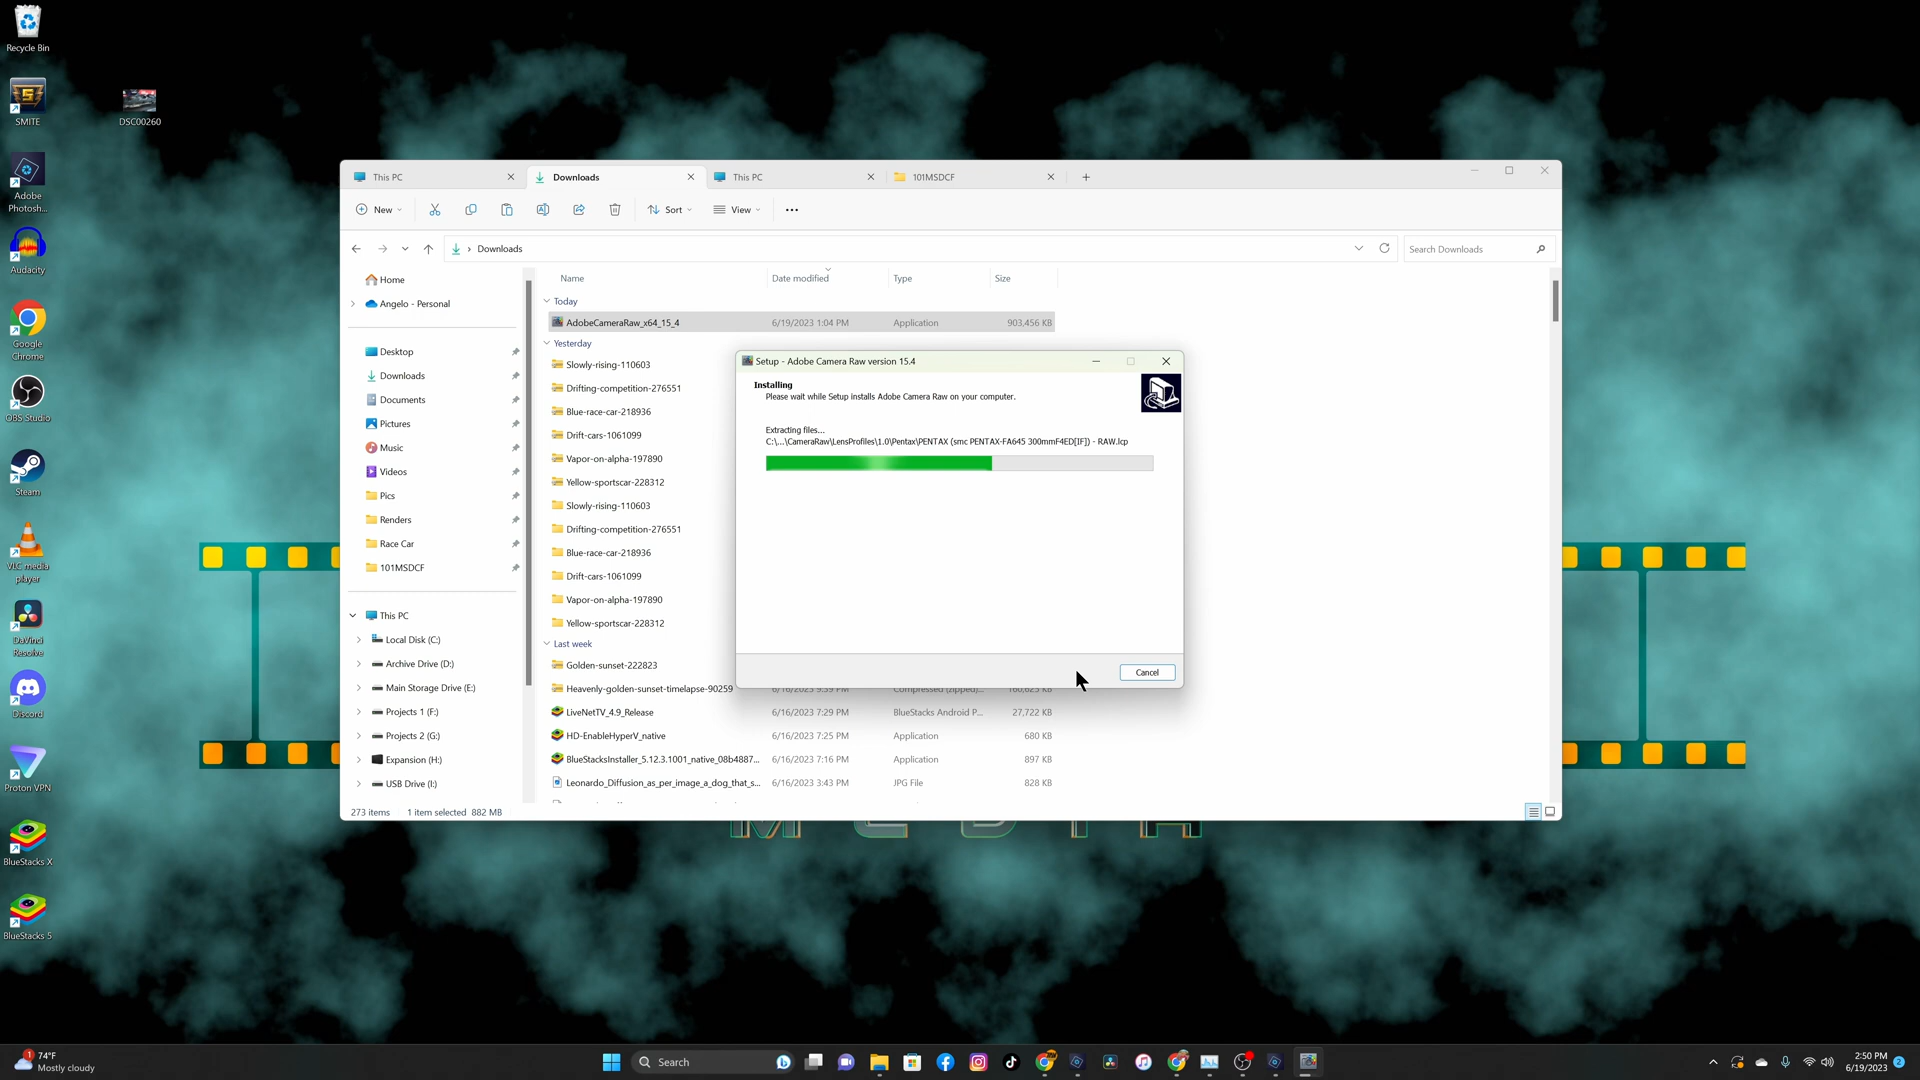 Recycle Bin
SMITE
DSC00260
Adobe
Photosh...
Audacity
Google
Chrome
OBS Studio
Steam
VLC media
player
DaVinci
Resolve
Discord
Proton VPN
BlueStacks X
BlueStacks 5
This PC
Downloads
This PC
101MSDCF
New
Sort
View
Downloads
Search Downloads
Home
Angelo - Personal
Desktop
Downloads
Documents
Pictures
Music
Videos
Pics
Renders
Race Car
101MSDCF
This PC
Local Disk (C:)
Archive Drive (D:)
Main Storage Drive (E:)
Projects 1 (F:)
Projects 2 (G:)
Expansion (H:)
USB Drive (I:)
Name Date modified Type Size
Today
AdobeCameraRaw_x64_15_4 6/19/2023 1:04 PM Application 903,456 KB
Yesterday
Slowly-rising-110603
Drifting-competition-276551
Blue-race-car-218936
Drift-cars-1061099
Vapor-on-alpha-197890
Yellow-sportscar-228312
Slowly-rising-110603
Drifting-competition-276551
Blue-race-car-218936
Drift-cars-1061099
Vapor-on-alpha-197890
Yellow-sportscar-228312
Last week
Golden-sunset-222823
Heavenly-golden-sunset-timelapse-90259
LiveNetTV_4.9_Release 6/16/2023 7:29 PM BlueStacks Android P... 27,722 KB
HD-EnableHyperV_native 6/16/2023 7:25 PM Application 680 KB
BlueStacksInstaller_5.12.3.1001_native_08b4887... 6/16/2023 7:16 PM Application 897 KB
Leonardo_Diffusion_as_per_image_a_dog_that_s... 6/16/2023 3:43 PM JPG File 828 KB
273 items 1 item selected 882 MB
Setup - Adobe Camera Raw version 15.4
Installing
Please wait while Setup installs Adobe Camera Raw on your computer.
Extracting files...
C:\...\CameraRaw\LensProfiles\1.0\Pentax\PENTAX (smc PENTAX-FA645 300mmF4ED[IF]) - RAW.lcp
Cancel
1
74°F
Mostly cloudy
Search
2:50 PM
6/19/2023
2